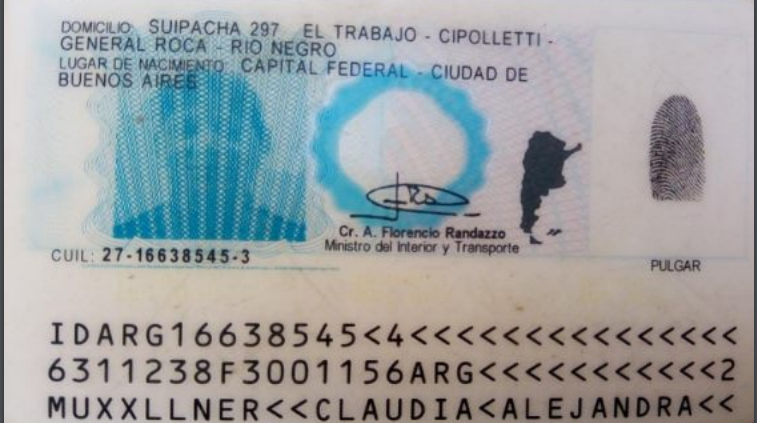 DOMICILIO: SUIPACHA 297 EL TRABAJO - CIPOLLETTI -
GENERAL ROCA - RIO NEGRO
LUGAR DE NACIMIENTO: CAPITAL FEDERAL - CIUDAD DE
BUENOS AIRES
Cr. A. Florencio Randazzo
Ministro del Interior y Transporte
CUIL: 27-16638545-3
PULGAR
IDARG16638545<4<<<<<<<<<<<<<<<
6311238F3001156ARG<<<<<<<<<<<2
MUXXLLNER<<CLAUDIA<ALEJANDRA<<